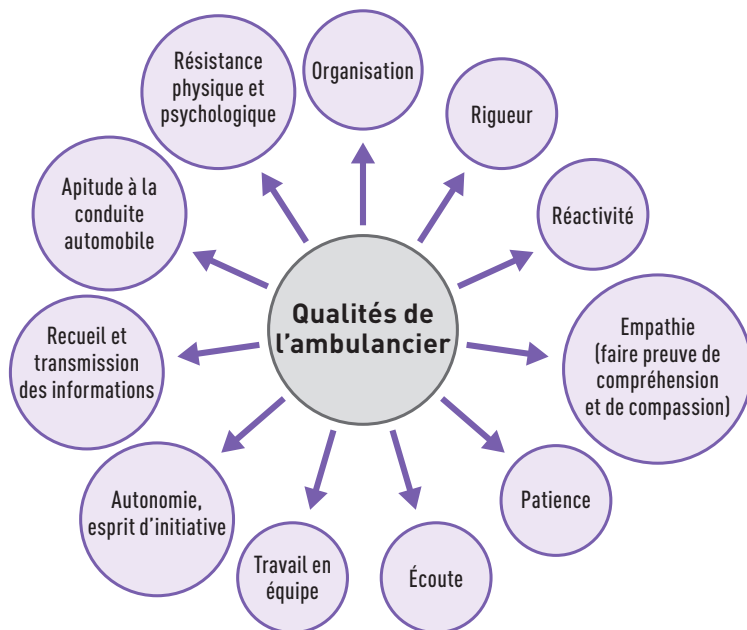 Qualités de
l’ambulancier
Organisation
Rigueur
Réactivité
Empathie
(faire preuve de
compréhension
et de compassion)
Patience
Écoute
Travail en
équipe
Autonomie,
esprit d’initiative
Recueil et
transmission
des informations
Apitude à la
conduite
automobile
Résistance
physique et
psychologique